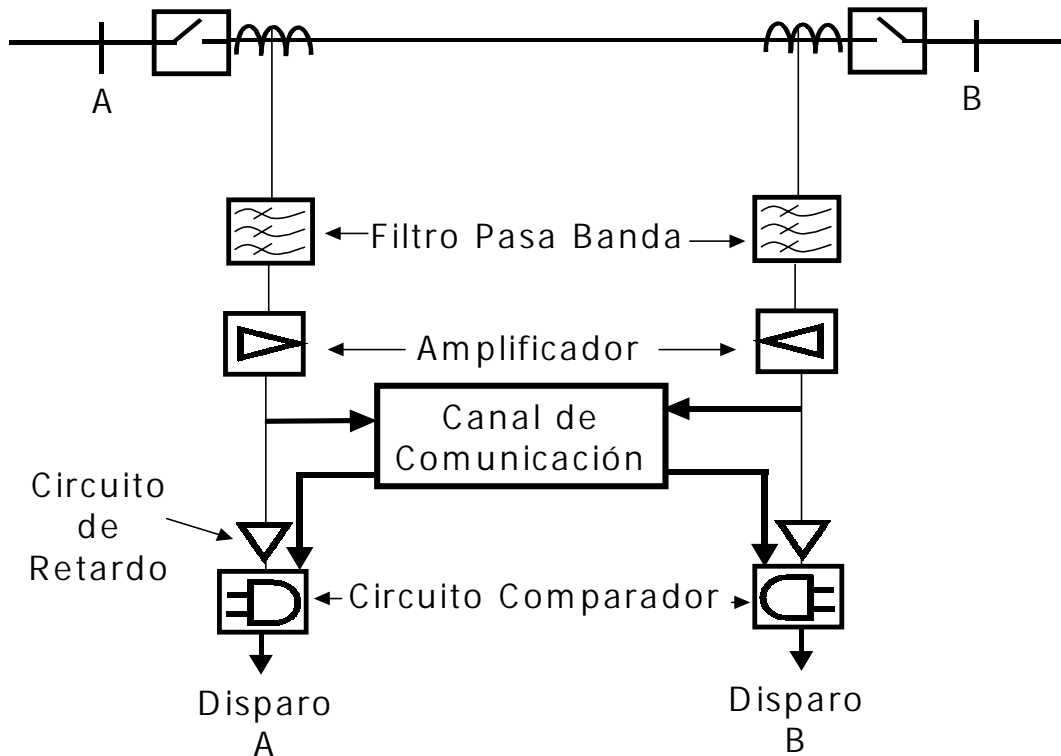 A
B
Filtro Pasa Banda
Amplificador
Canal de
Comunicación
Circuito
de
Retardo
Circuito Comparador
Disparo
A
Disparo
B